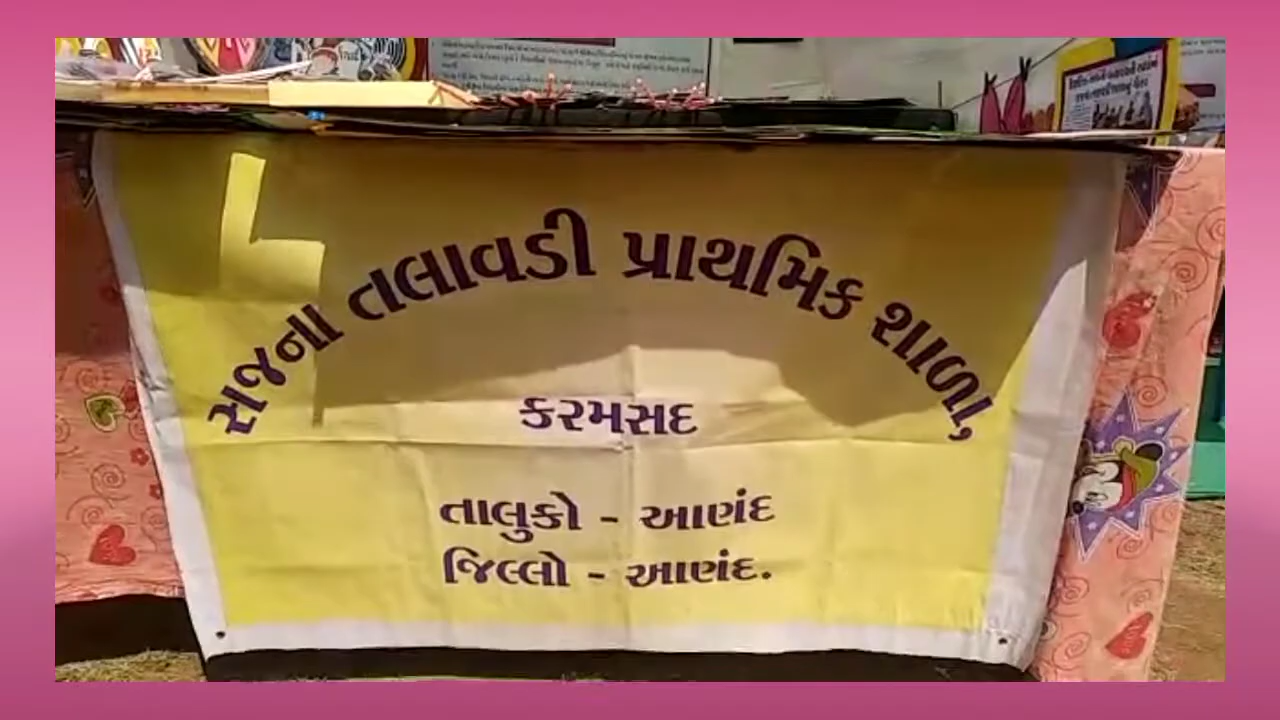 રાજના તલાવડી પ્રાથમિક શાળા,
કરમસદ
તાલુકો - આણંદ
જિલ્લો - આણંદ.